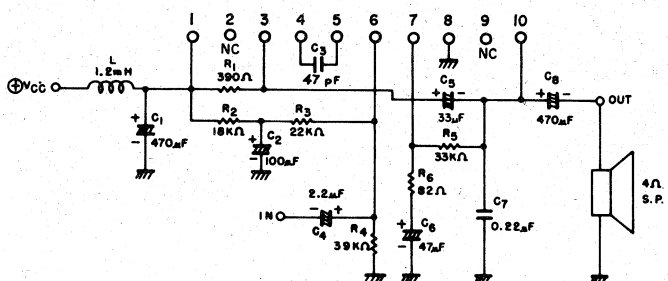 1 2 3 4 5 6 7 8 9 10
NC
NC
L
1.2mH
⊕Vcc
R1
390Ω
C3
47 pF
C5
33μF
C8
470μF
OUT
C1
470μF
R2
18KΩ
R3
22KΩ
C2
100μF
R5
33KΩ
R6
82Ω
4Ω
S.P.
2.2μF
IN
C4
R4
39KΩ
C6
47μF
C7
0.22μF